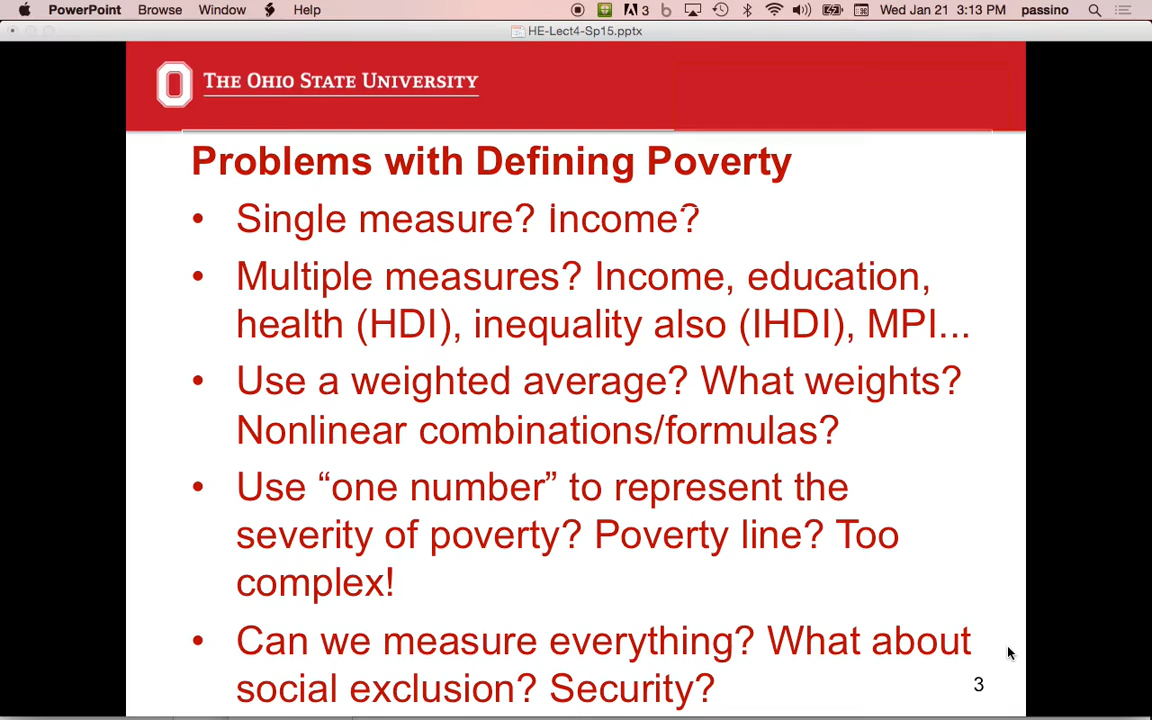 PowerPoint Browse Window Help 3 Wed Jan 21 3:13 PM passino
HE-Lect4-Sp15.pptx
THE OHIO STATE UNIVERSITY
Problems with Defining Poverty
• Single measure? Income?
• Multiple measures? Income, education,
health (HDI), inequality also (IHDI), MPI...
• Use a weighted average? What weights?
Nonlinear combinations/formulas?
• Use “one number” to represent the
severity of poverty? Poverty line? Too
complex!
• Can we measure everything? What about
social exclusion? Security?
3